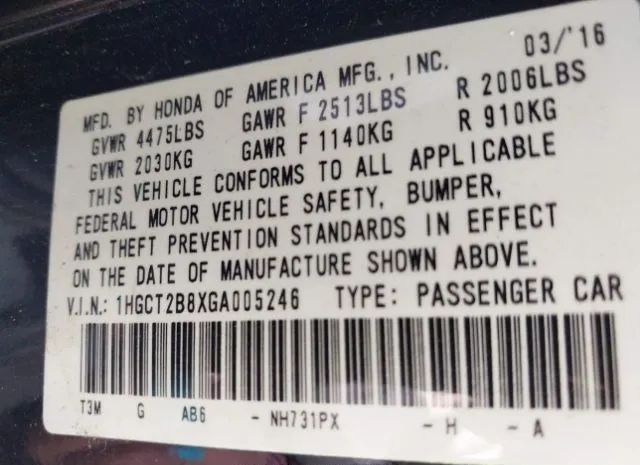 MFD. BY HONDA OF AMERICA MFG., INC. 03/'16
GVWR 4475LBS GAWR F 2513LBS R 2006LBS
GVWR 2030KG GAWR F 1140KG R 910KG
THIS VEHICLE CONFORMS TO ALL APPLICABLE
FEDERAL MOTOR VEHICLE SAFETY, BUMPER,
AND THEFT PREVENTION STANDARDS IN EFFECT
ON THE DATE OF MANUFACTURE SHOWN ABOVE.
V.I.N.: 1HGCT2B8XGA005246 TYPE: PASSENGER CAR
T3M G AB6 - NH731PX - H - A